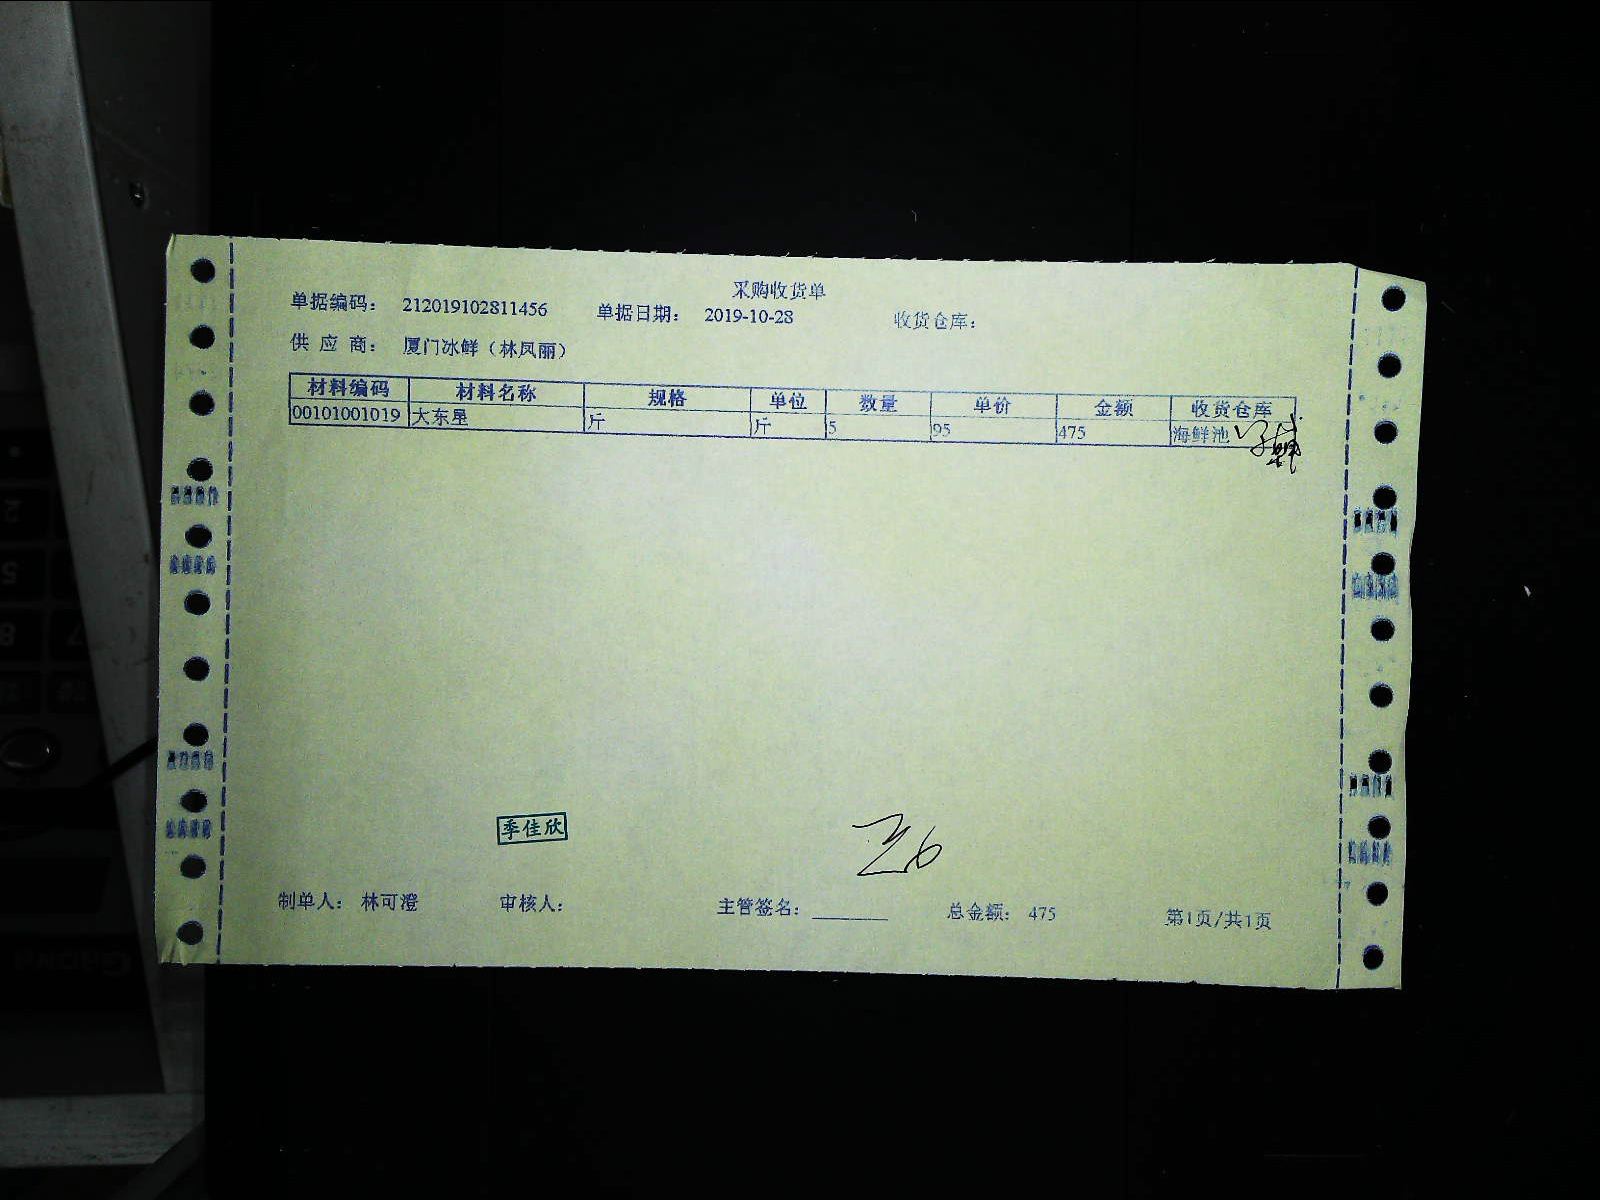 采购收货单
单据编码： 212019102811456 单据日期： 2019-10-28 收货仓库：
供 应 商： 厦门冰鲜（林凤丽）
材料编码 材料名称 规格 单位 数量 单价 金额 收货仓库
00101001019 大东星 斤 斤 5 95 475 海鲜池
季佳欣
制单人： 林可澄 审核人： 主管签名： 总金额： 475 第1页/共1页